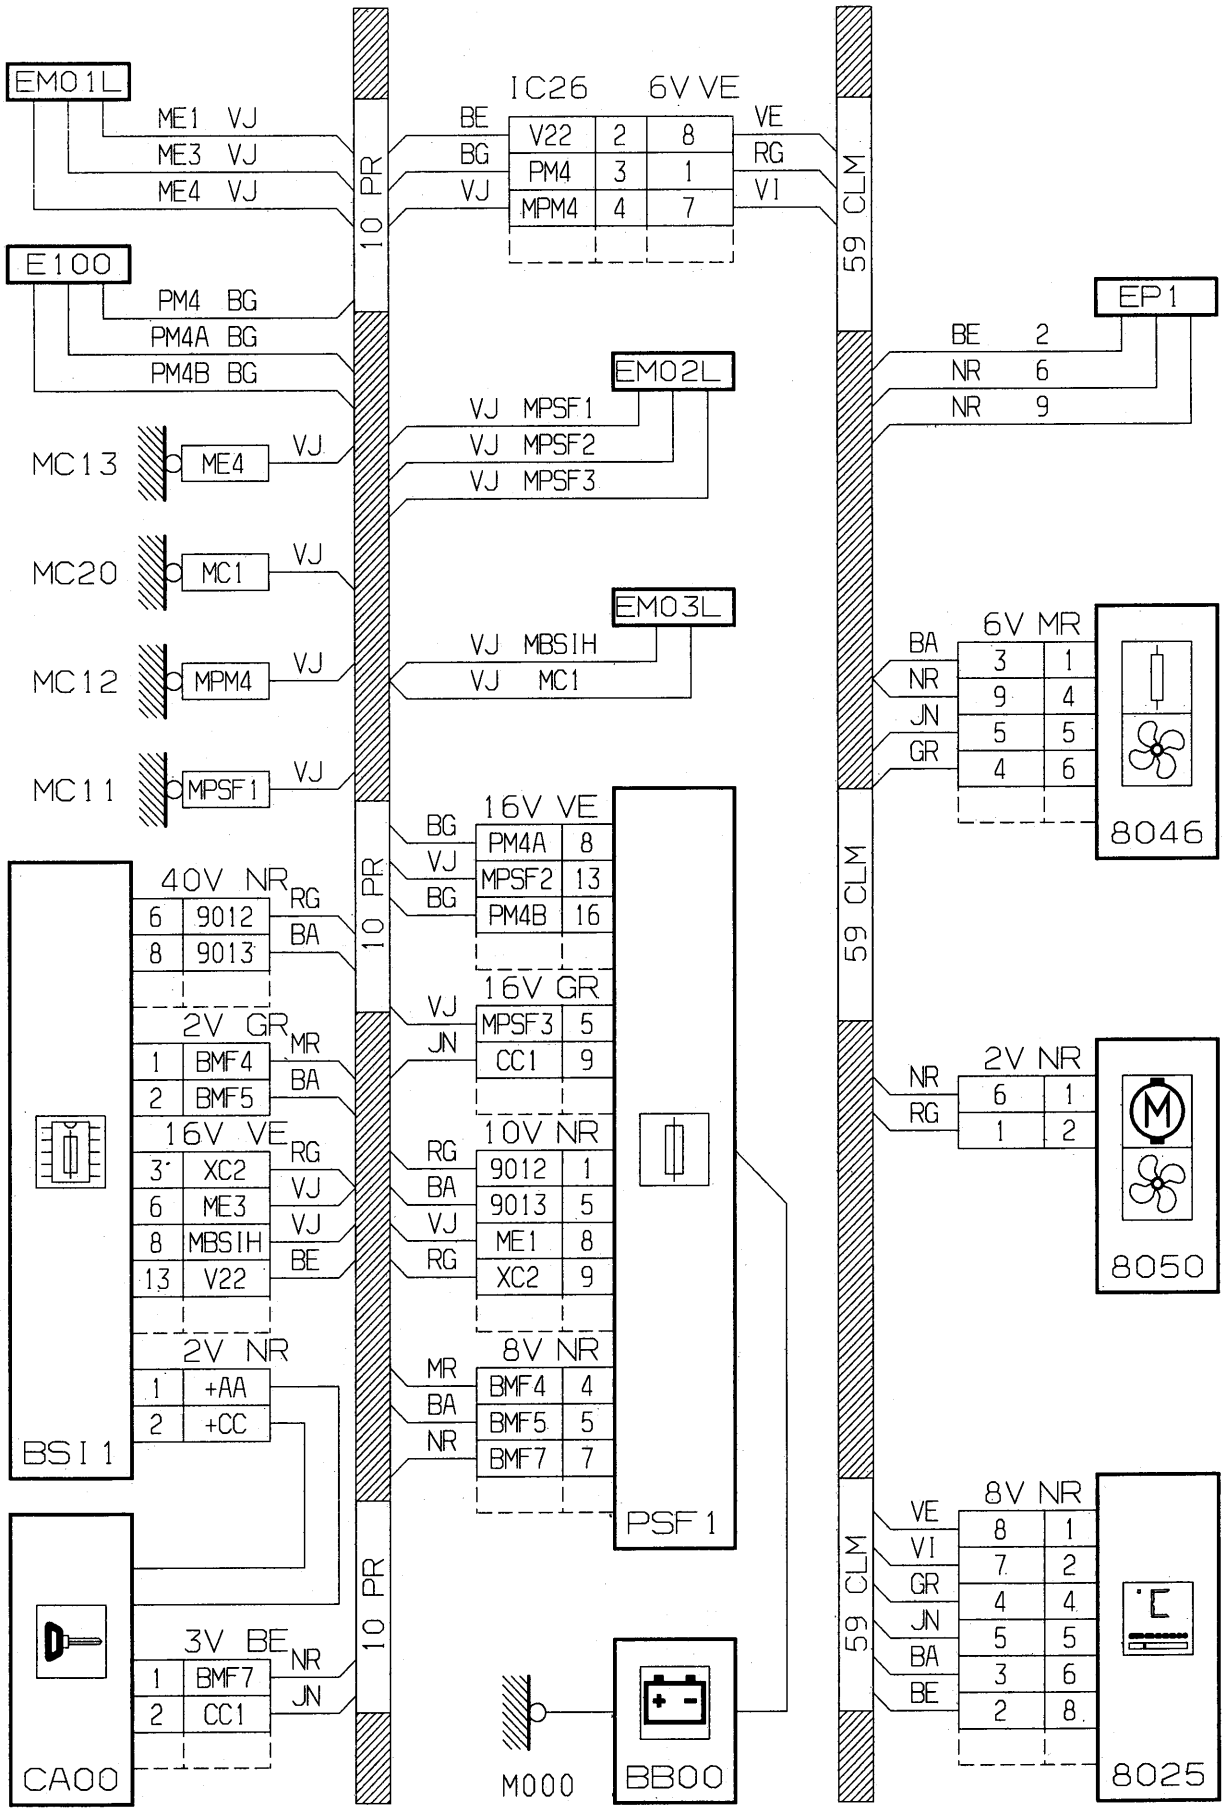 EM01L
ME1 VJ
ME3 VJ
ME4 VJ
10 PR
IC26 6V VE
BE V22 2 8 VE
BG PM4 3 1 RG
VJ MPM4 4 7 VI
59 CLM
E100
PM4 BG
PM4A BG
PM4B BG
EP1
BE 2
NR 6
NR 9
EM02L
VJ MPSF1
VJ MPSF2
VJ MPSF3
MC13 ME4 VJ
MC20 MC1 VJ
EM03L
VJ MBSIH
VJ MC1
MC12 MPM4 VJ
MC11 MPSF1 VJ
6V MR
BA 3 1
NR 9 4
JN 5 5
GR 4 6
8046
10 PR
59 CLM
16V VE
BG PM4A 8
VJ MPSF2 13
BG PM4B 16
16V GR
VJ MPSF3 5
JN CC1 9
10V NR
RG 9012 1
BA 9013 5
VJ ME1 8
RG XC2 9
8V NR
MR BMF4 4
BA BMF5 5
NR BMF7 7
PSF1
40V NR
6 9012 RG
8 9013 BA
2V GR
1 BMF4 MR
2 BMF5 BA
16V VE
3 XC2 RG
6 ME3 VJ
8 MBSIH VJ
13 V22 BE
2V NR
1 +AA
2 +CC
BSI1
2V NR
NR 6 1
RG 1 2
M
8050
10 PR
59 CLM
3V BE
1 BMF7 NR
2 CC1 JN
CA00
M000
+ -
BB00
8V NR
VE 8 1
VI 7 2
GR 4 4
JN 5 5
BA 3 6
BE 2 8
°C
8025